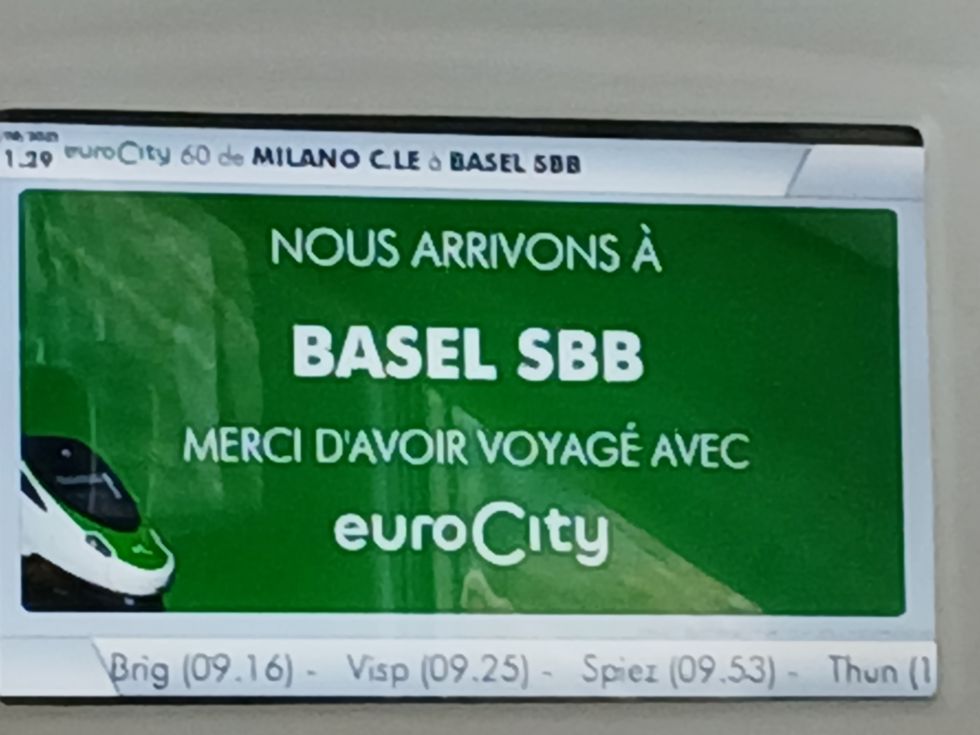 1.29 euroCity 60 de MILANO C.LE à BASEL SBB
NOUS ARRIVONS À
BASEL SBB
MERCI D'AVOIR VOYAGÉ AVEC
euroCity
Brig (09.16) - Visp (09.25) - Spiez (09.53) - Thun (1